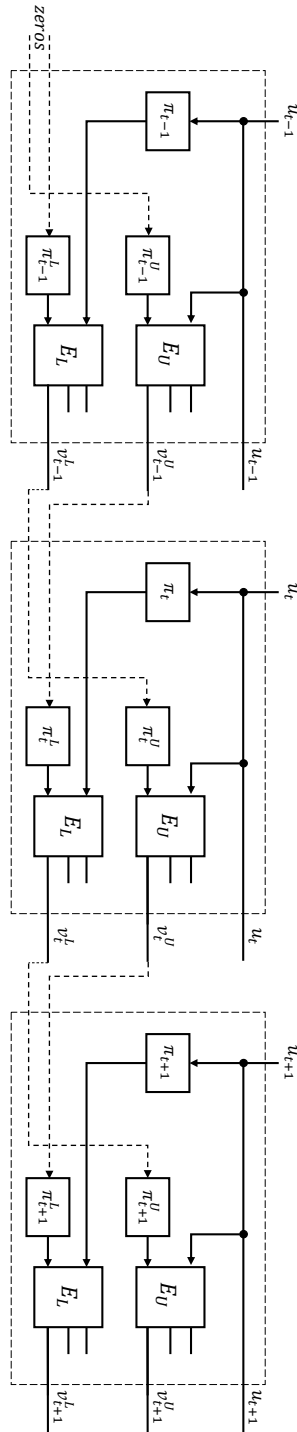 u_{t-1} u_t u_{t+1}
u_{t-1} u_t u_{t+1}
π_{t-1} π^U_{t-1} E_U v^U_{t-1} π_t π^U_t E_U v^U_t π_{t+1} π^U_{t+1} E_U v^U_{t+1}
π^L_{t-1} E_L v^L_{t-1} π^L_t E_L v^L_t π^L_{t+1} E_L v^L_{t+1}
zeros